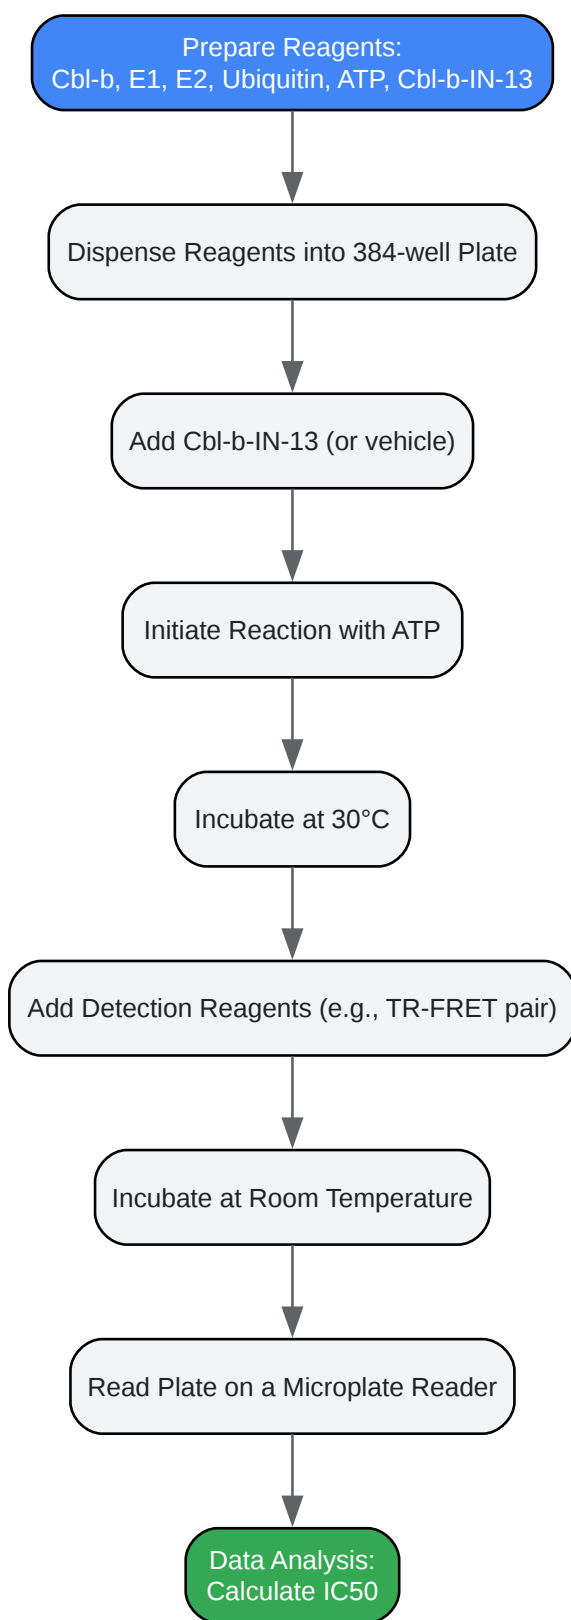 Prepare Reagents:
Cbl-b, E1, E2, Ubiquitin, ATP, Cbl-b-IN-13
Dispense Reagents into 384-well Plate
Add Cbl-b-IN-13 (or vehicle)
Initiate Reaction with ATP
Incubate at 30°C
Add Detection Reagents (e.g., TR-FRET pair)
Incubate at Room Temperature
Read Plate on a Microplate Reader
Data Analysis:
Calculate IC50